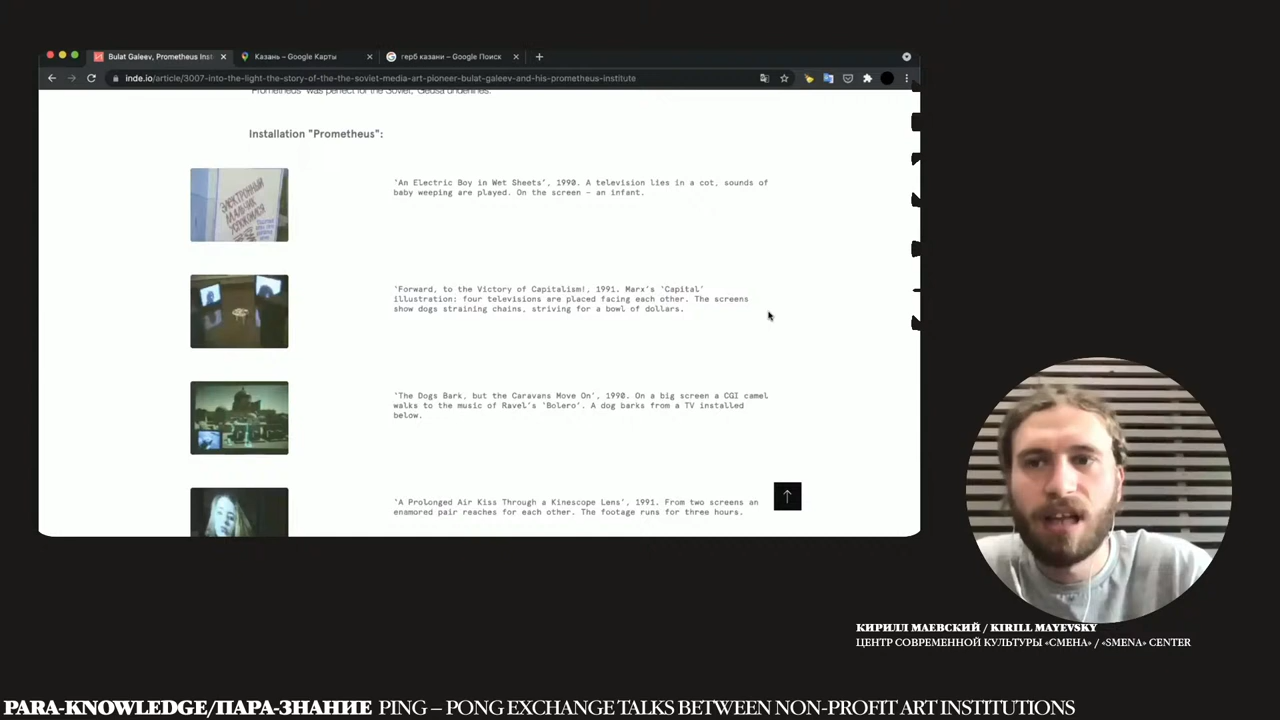 Bulat Galeev, Prometheus Inst
Казань – Google Карты
герб казани – Google Поиск
inde.io/article/3007-into-the-light-the-story-of-the-the-soviet-media-art-pioneer-bulat-galeev-and-his-prometheus-institute
Installation "Prometheus":
'An Electric Boy in Wet Sheets', 1990. A television lies in a cot, sounds of
baby weeping are played. On the screen – an infant.
ЭЛЕКТРОННЫЙ
МАЛЬЧИК
'Forward, to the Victory of Capitalism!, 1991. Marx's 'Capital'
illustration: four televisions are placed facing each other. The screens
show dogs straining chains, striving for a bowl of dollars.
'The Dogs Bark, but the Caravans Move On', 1990. On a big screen a CGI camel
walks to the music of Ravel's 'Bolero'. A dog barks from a TV installed
below.
'A Prolonged Air Kiss Through a Kinescope Lens', 1991. From two screens an
enamored pair reaches for each other. The footage runs for three hours.
КИРИЛЛ МАЕВСКИЙ / KIRILL MAYEVSKY
ЦЕНТР СОВРЕМЕННОЙ КУЛЬТУРЫ «СМЕНА» / «SMENA» CENTER
PARA-KNOWLEDGE/ПАРА-ЗНАНИЕ PING – PONG EXCHANGE TALKS BETWEEN NON-PROFIT ART INSTITUTIONS